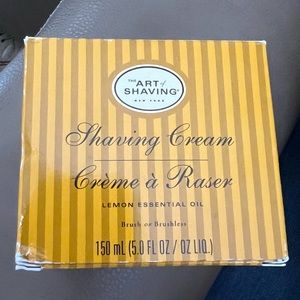 THE ART of
SHAVING®
NEW YORK
Shaving Cream
Crème à Raser
LEMON ESSENTIAL OIL
Brush or Brushless
150 mL (5.0 FL OZ / OZ LIQ.)